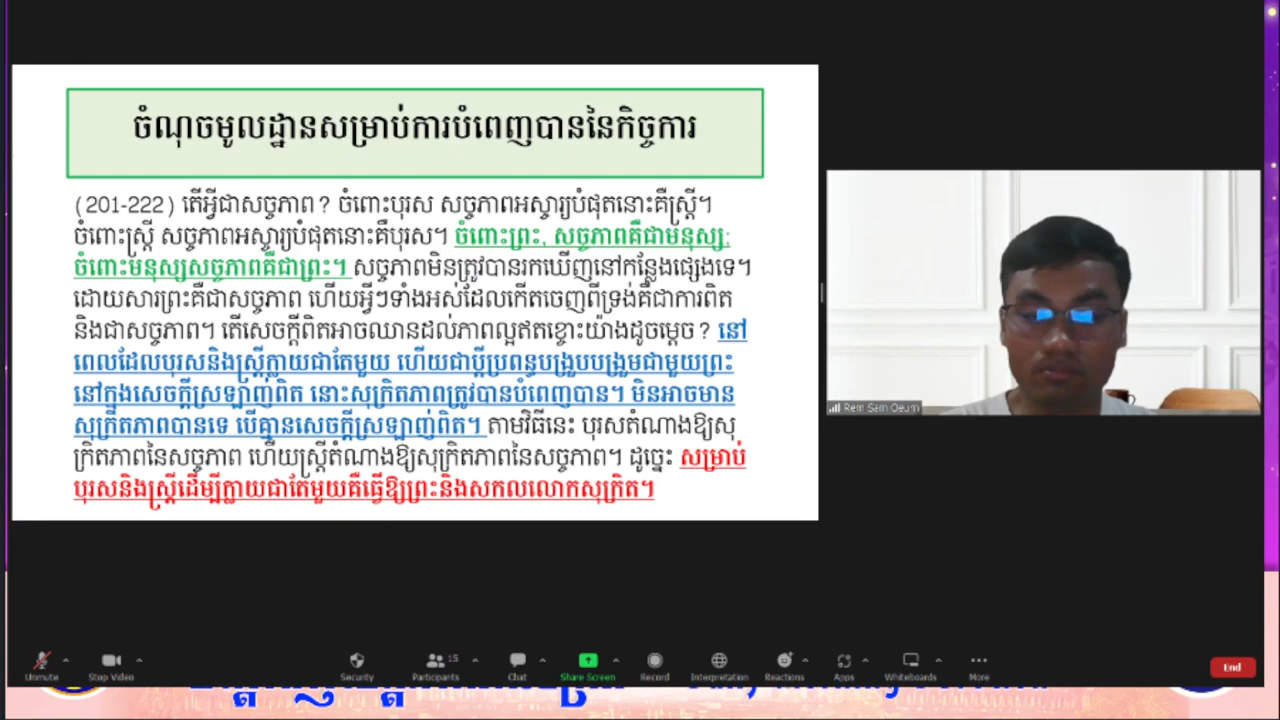 ចំណុចមូលដ្ឋានសម្រាប់ការបំពេញបាននៃកិច្ចការ
(201-222) តើអ្វីជាសច្ចភាព? ចំពោះបុរស សច្ចភាពអស្ចារ្យបំផុតនោះគឺស្ត្រី។
ចំពោះស្ត្រី សច្ចភាពអស្ចារ្យបំផុតនោះគឺបុរស។ ចំពោះព្រះ, សច្ចភាពគឺជាមនុស្ស;
ចំពោះមនុស្សសច្ចភាពគឺជាព្រះ។ សច្ចភាពមិនត្រូវបានរកឃើញនៅកន្លែងផ្សេងទេ។
ដោយសារព្រះគឺជាសច្ចភាព ហើយអ្វីៗទាំងអស់ដែលកើតចេញពីទ្រង់គឺជាការពិត
និងជាសច្ចភាព។ តើសេចក្តីពិតអាចឈានដល់ភាពល្អឥតខ្ចោះយ៉ាងដូចម្តេច? នៅ
ពេលដែលបុរសនិងស្ត្រីក្លាយជាតែមួយ ហើយជាប្តីប្រពន្ធបង្រួបបង្រួមជាមួយព្រះ
នៅក្នុងសេចក្តីស្រឡាញ់ពិត នោះសុក្រិតភាពត្រូវបានបំពេញបាន។ មិនអាចមាន
សុក្រិតភាពបានទេ បើគ្មានសេចក្តីស្រឡាញ់ពិត។ តាមវិធីនេះ បុរសតំណាងឱ្យសុ
ក្រិតភាពនៃសច្ចភាព ហើយស្ត្រីតំណាងឱ្យសុក្រិតភាពនៃសច្ចភាព។ ដូច្នេះ សម្រាប់
បុរសនិងស្ត្រីដើម្បីក្លាយជាតែមួយគឺធ្វើឱ្យព្រះនិងសកលលោកសុក្រិត។
Rem Sam Oeum
Unmute
Stop Video
Security
Participants
15
Chat
Share Screen
Record
Interpretation
Reactions
Apps
Whiteboards
More
End